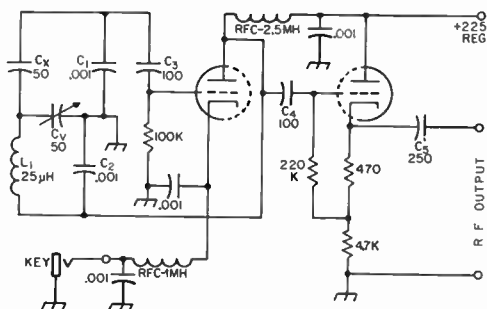 RFC-2.5MH
.001
+225
REG
CX
50
C1
.001
C3
100
CV
50
L1
25μH
C2
.001
100K
.001
C4
100
220
K
470
C5
250
4.7K
KEY
.001
RFC-1MH
RF OUTPUT